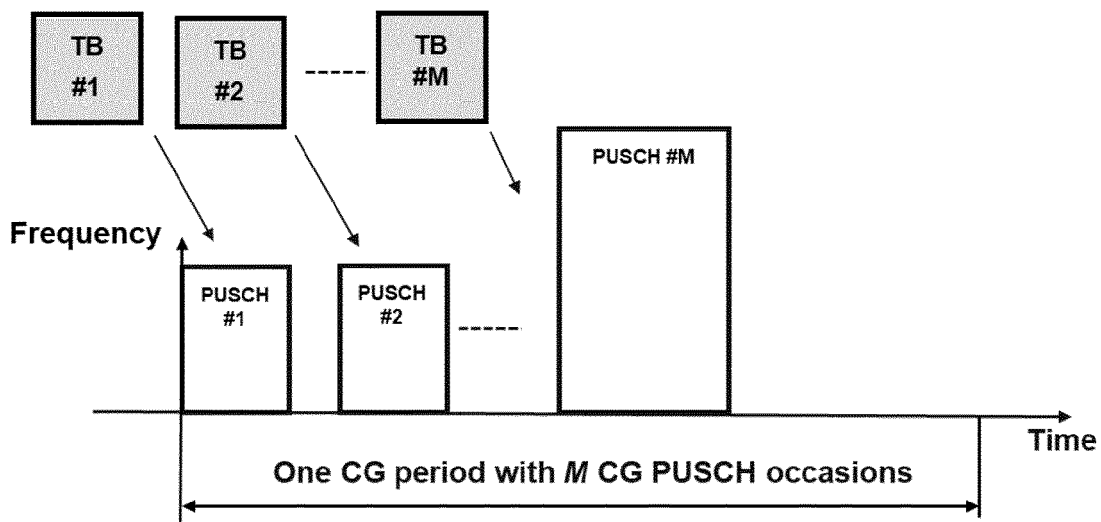 TB
#1
TB
#2
TB
#M
PUSCH #M
Frequency
PUSCH
#1
PUSCH
#2
Time
One CG period with M CG PUSCH occasions